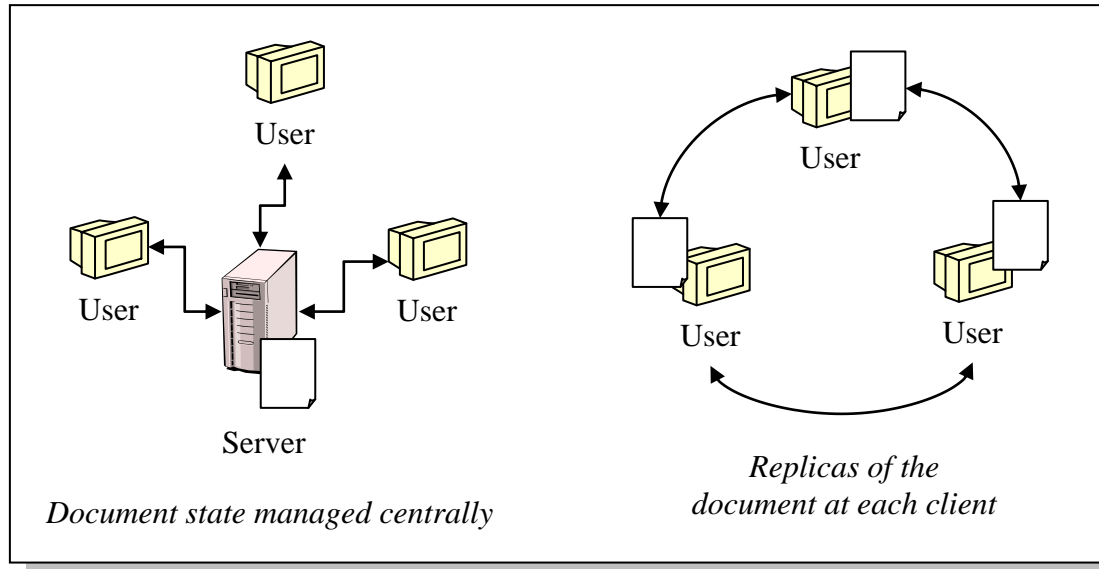 User
User
User
Server
Document state managed centrally
User
User
User
Replicas of the
document at each client